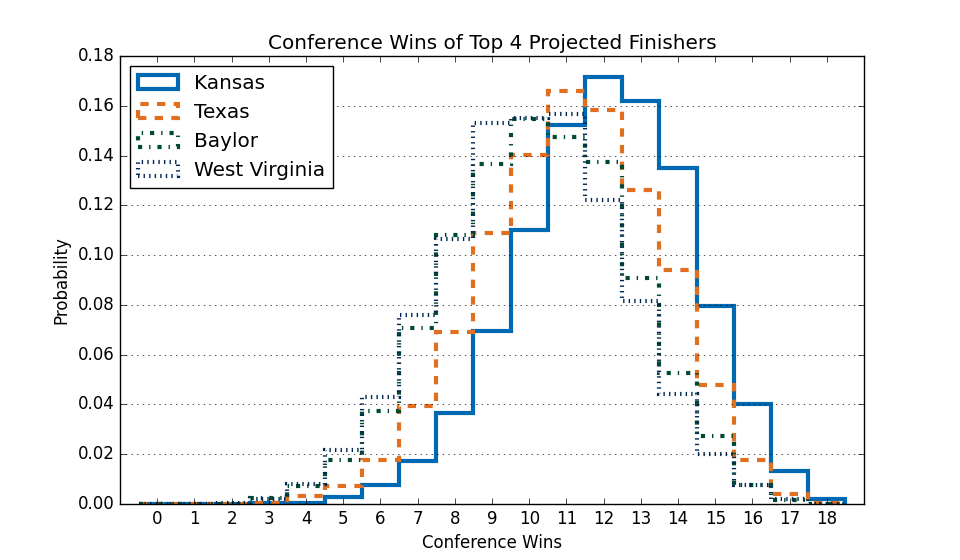 Conference Wins of Top 4 Projected Finishers
0.18
0.16
0.14
0.12
0.10
0.08
0.06
0.04
0.02
0.00
Probability
Kansas
Texas
Baylor
West Virginia
0 1 2 3 4 5 6 7 8 9 10 11 12 13 14 15 16 17 18
Conference Wins